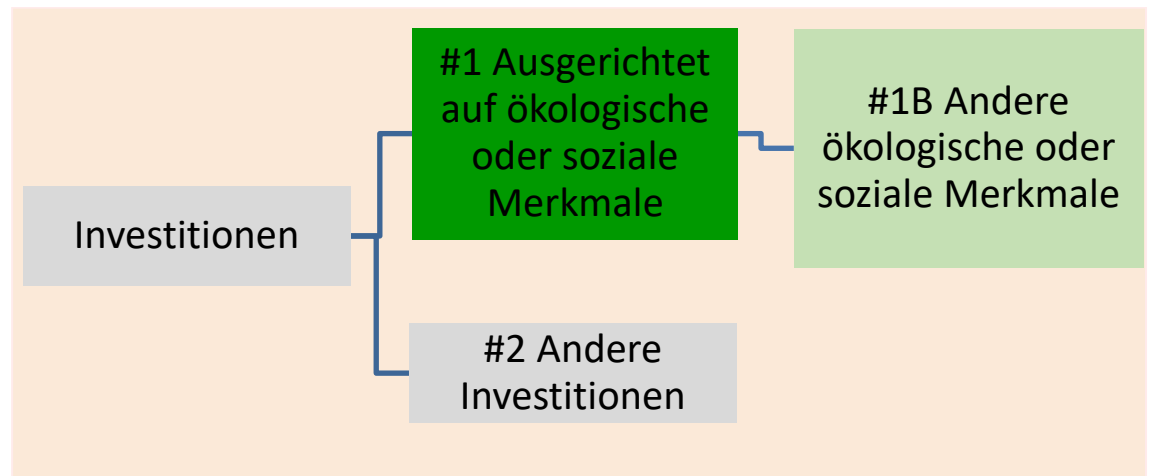 Investitionen
#1 Ausgerichtet
auf ökologische
oder soziale
Merkmale
#1B Andere
ökologische oder
soziale Merkmale
#2 Andere
Investitionen